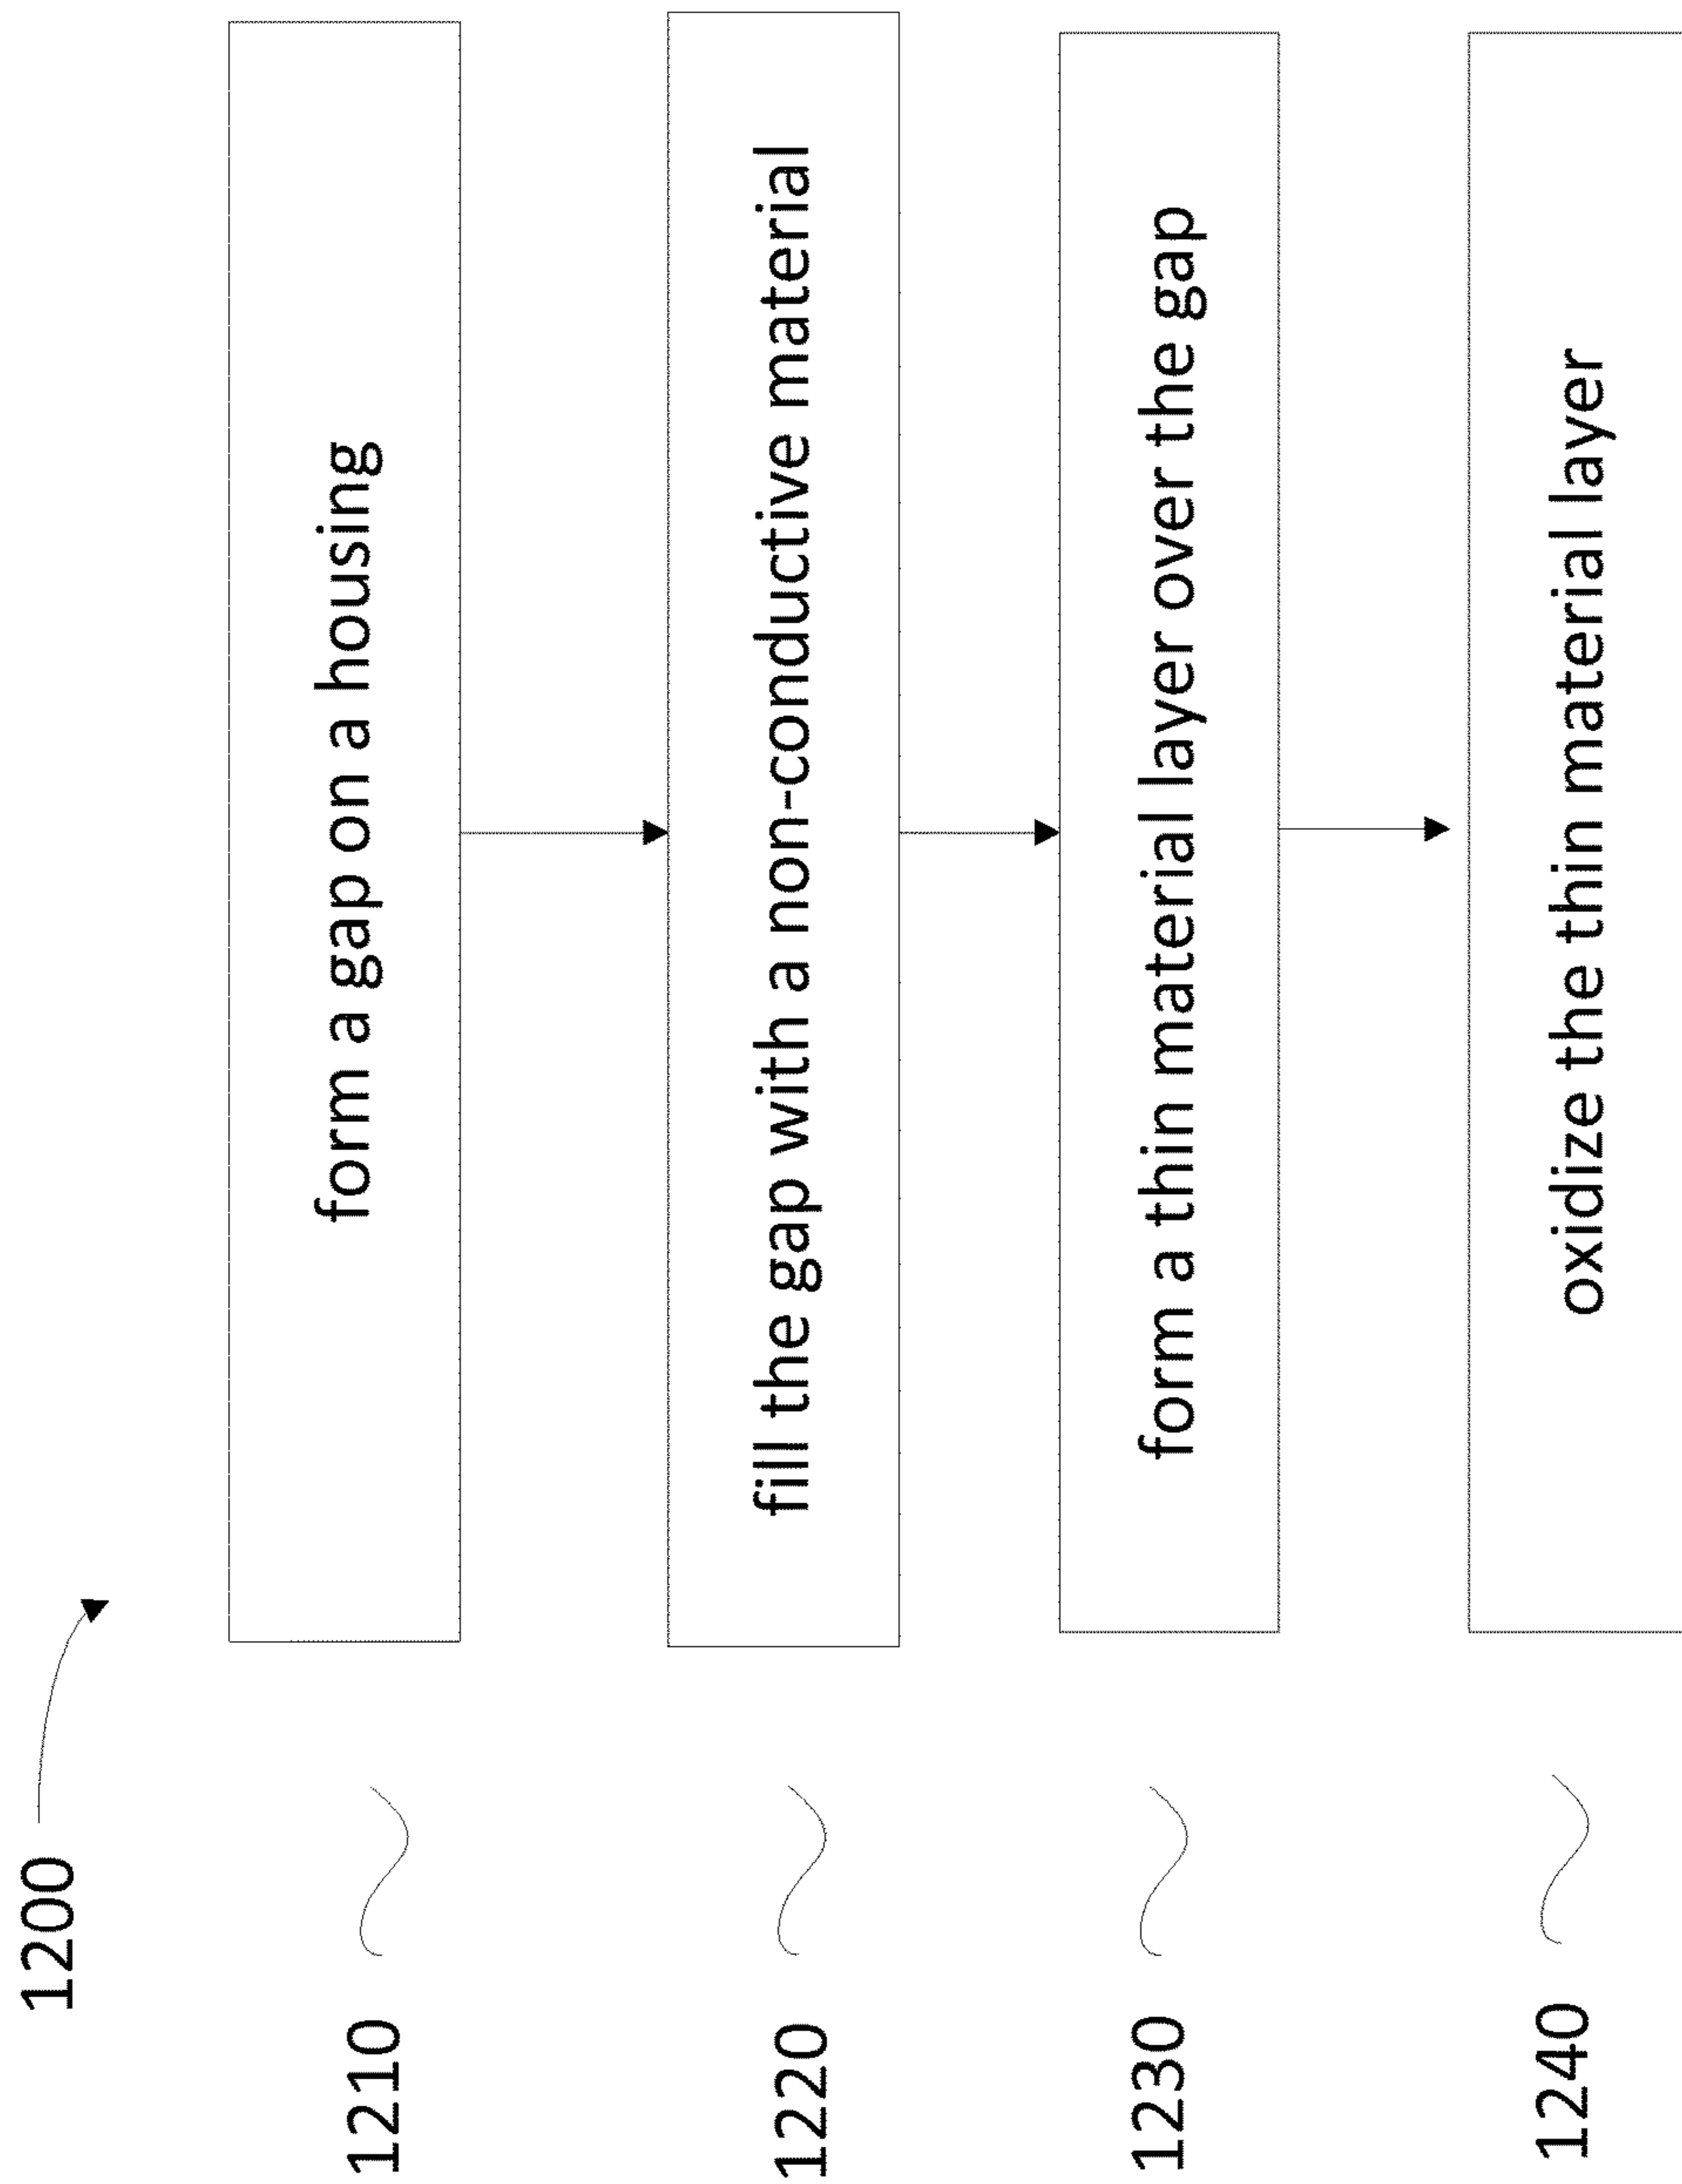 1200
1210
form a gap on a housing
1220
fill the gap with a non-conductive material
1230
form a thin material layer over the gap
1240
oxidize the thin material layer